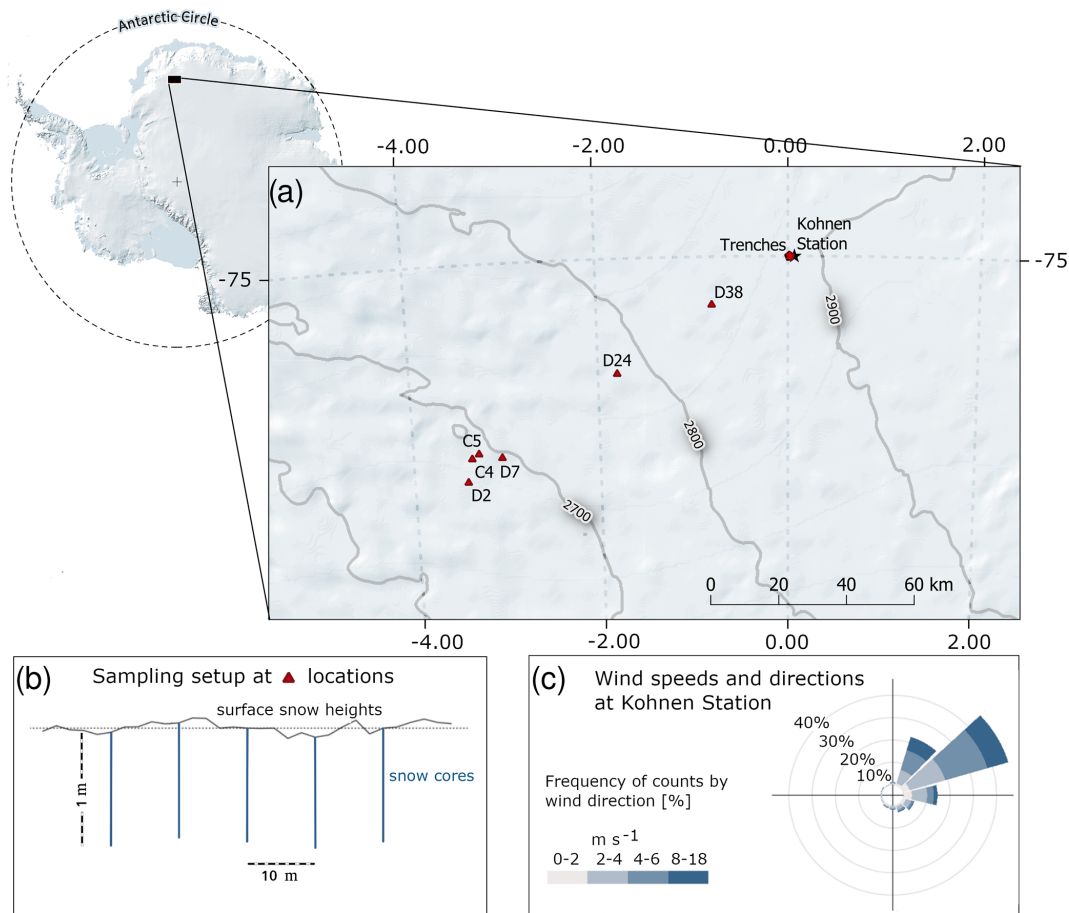 Antarctic Circle
-4.00 -2.00 0.00 2.00
(a)
Kohnen
Station
Trenches
-75
-75
D38
2900
D24
2800
C5
C4 D7
D2
2700
0 20 40 60 km
-4.00 -2.00 0.00 2.00
(b) Sampling setup at locations
surface snow heights
snow cores
1 m
10 m
(c) Wind speeds and directions
at Kohnen Station
40%
30%
20%
10%
Frequency of counts by
wind direction [%]
m s-1
0-2 2-4 4-6 8-18